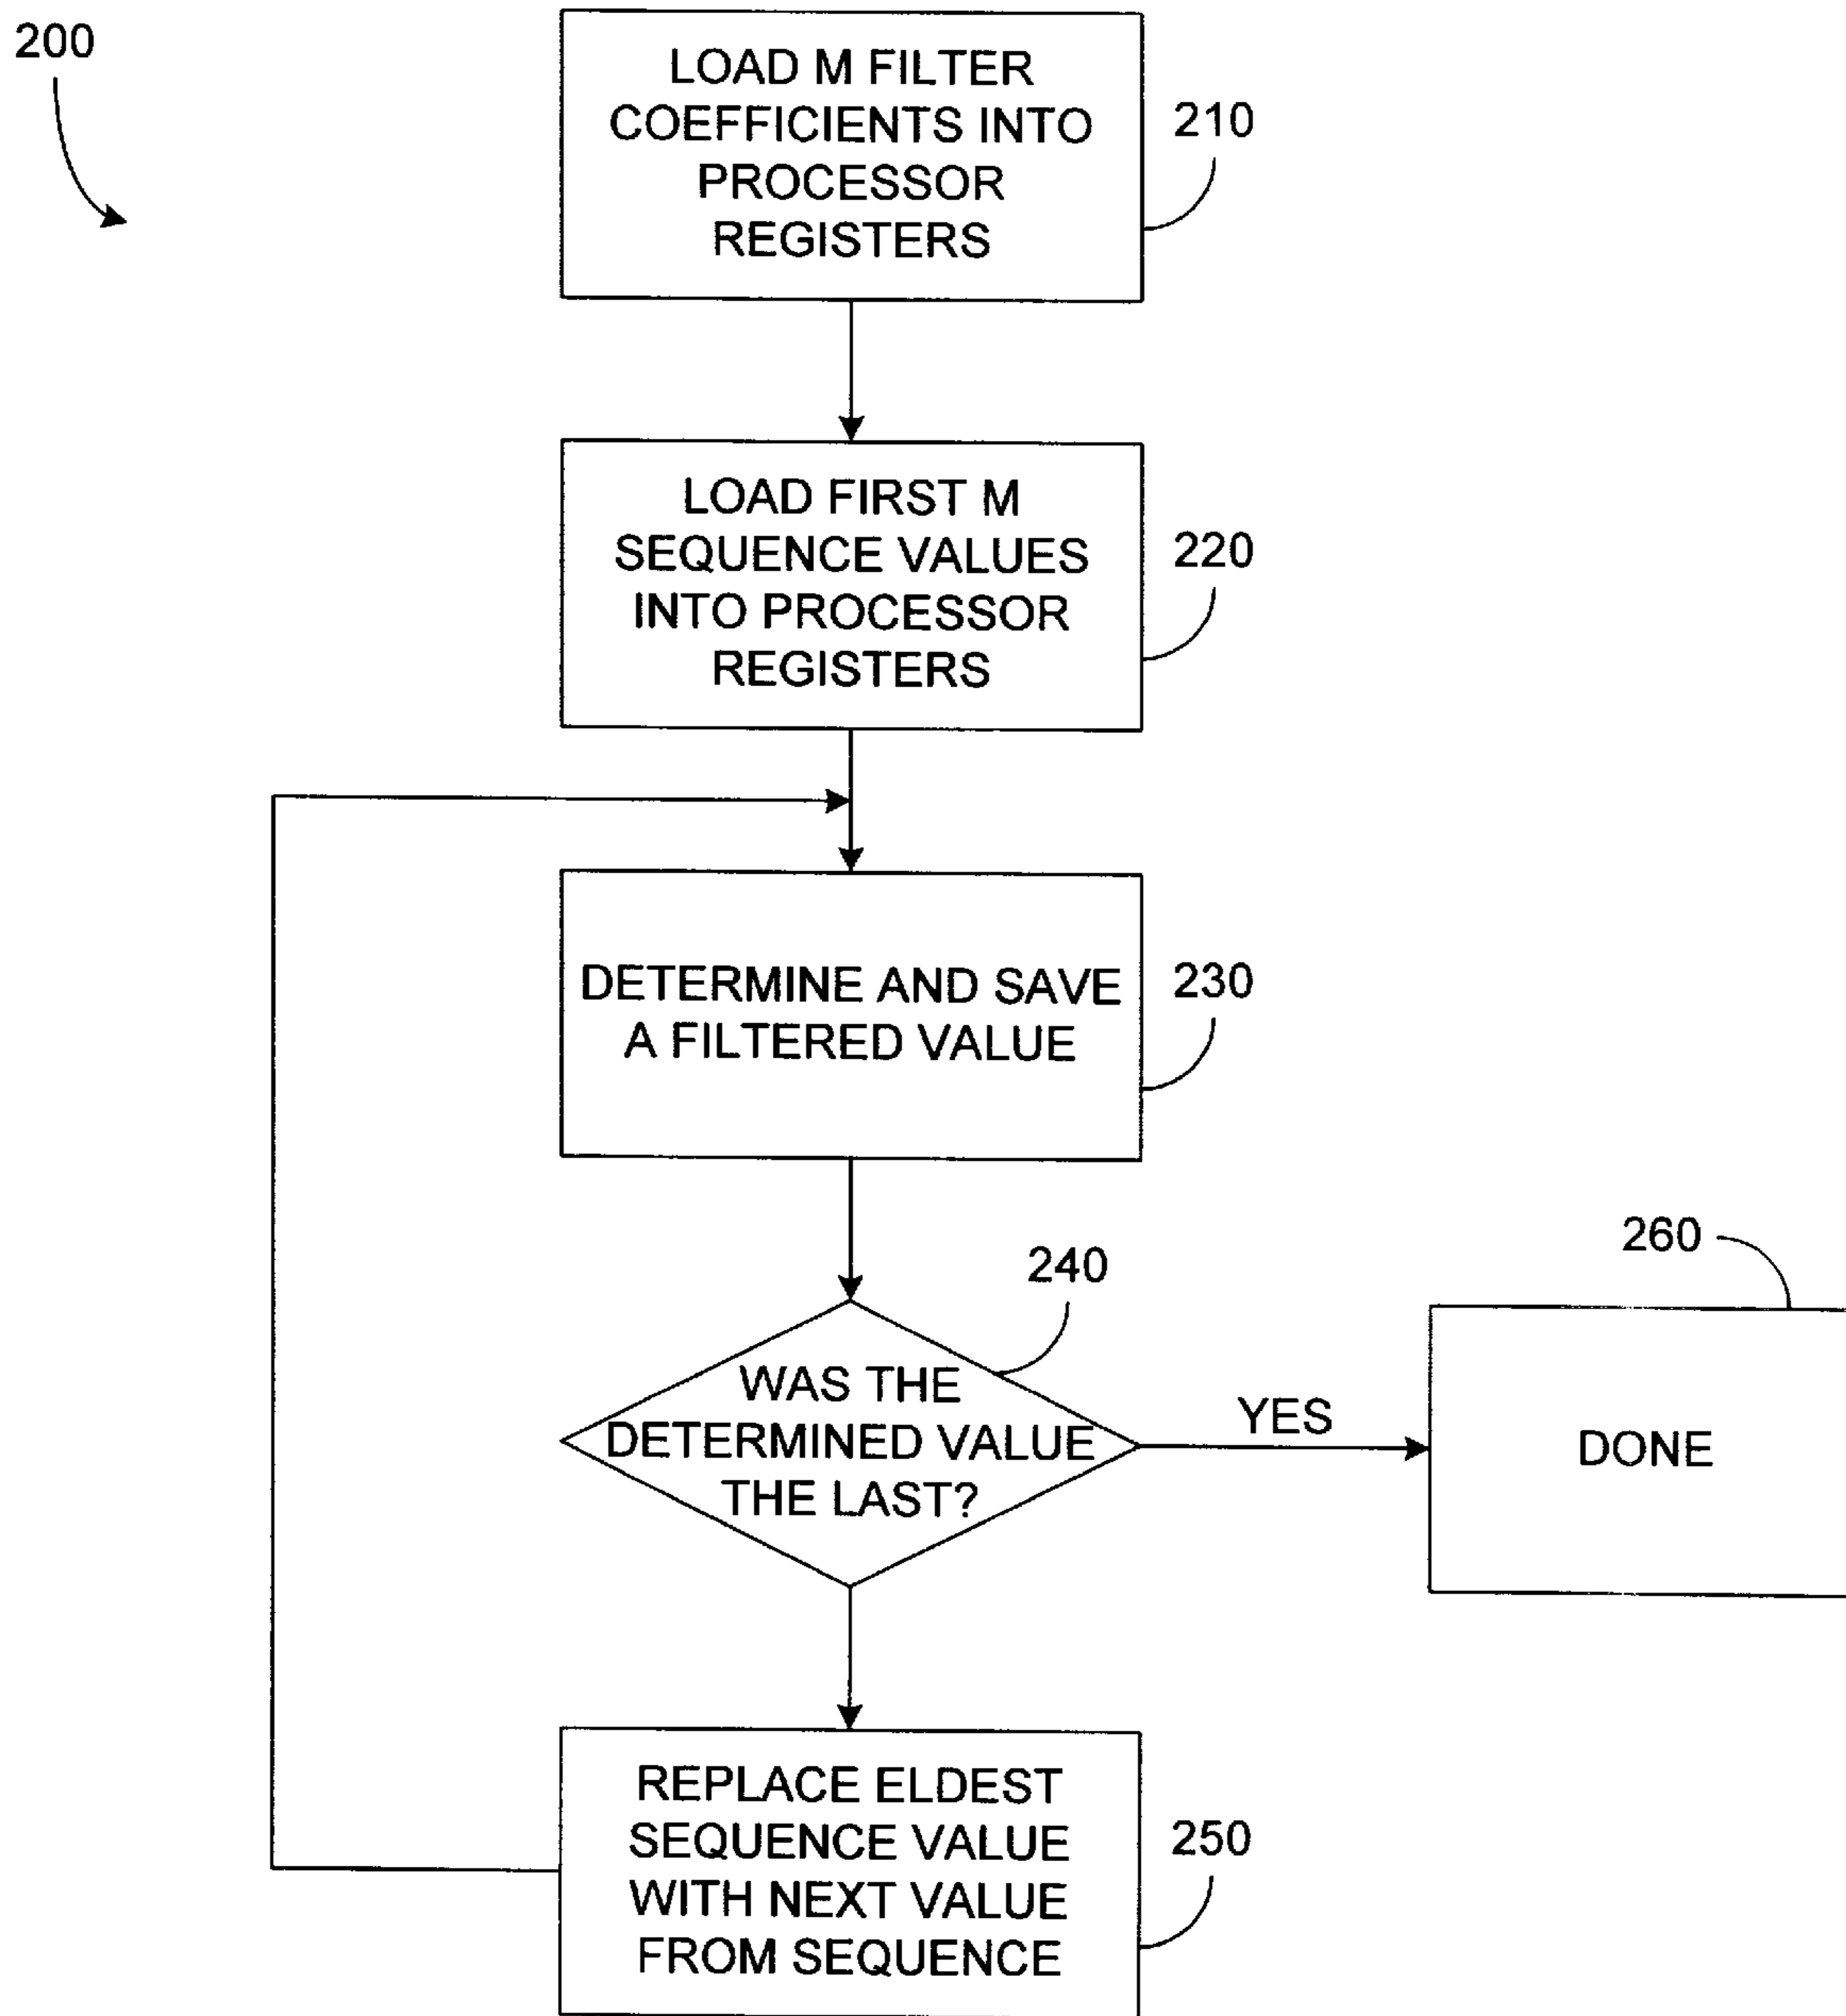 200
LOAD M FILTER
COEFFICIENTS INTO
PROCESSOR
REGISTERS
210
LOAD FIRST M
SEQUENCE VALUES
INTO PROCESSOR
REGISTERS
220
DETERMINE AND SAVE
A FILTERED VALUE
230
240
WAS THE
DETERMINED VALUE
THE LAST?
YES
260
DONE
REPLACE ELDEST
SEQUENCE VALUE
WITH NEXT VALUE
FROM SEQUENCE
250